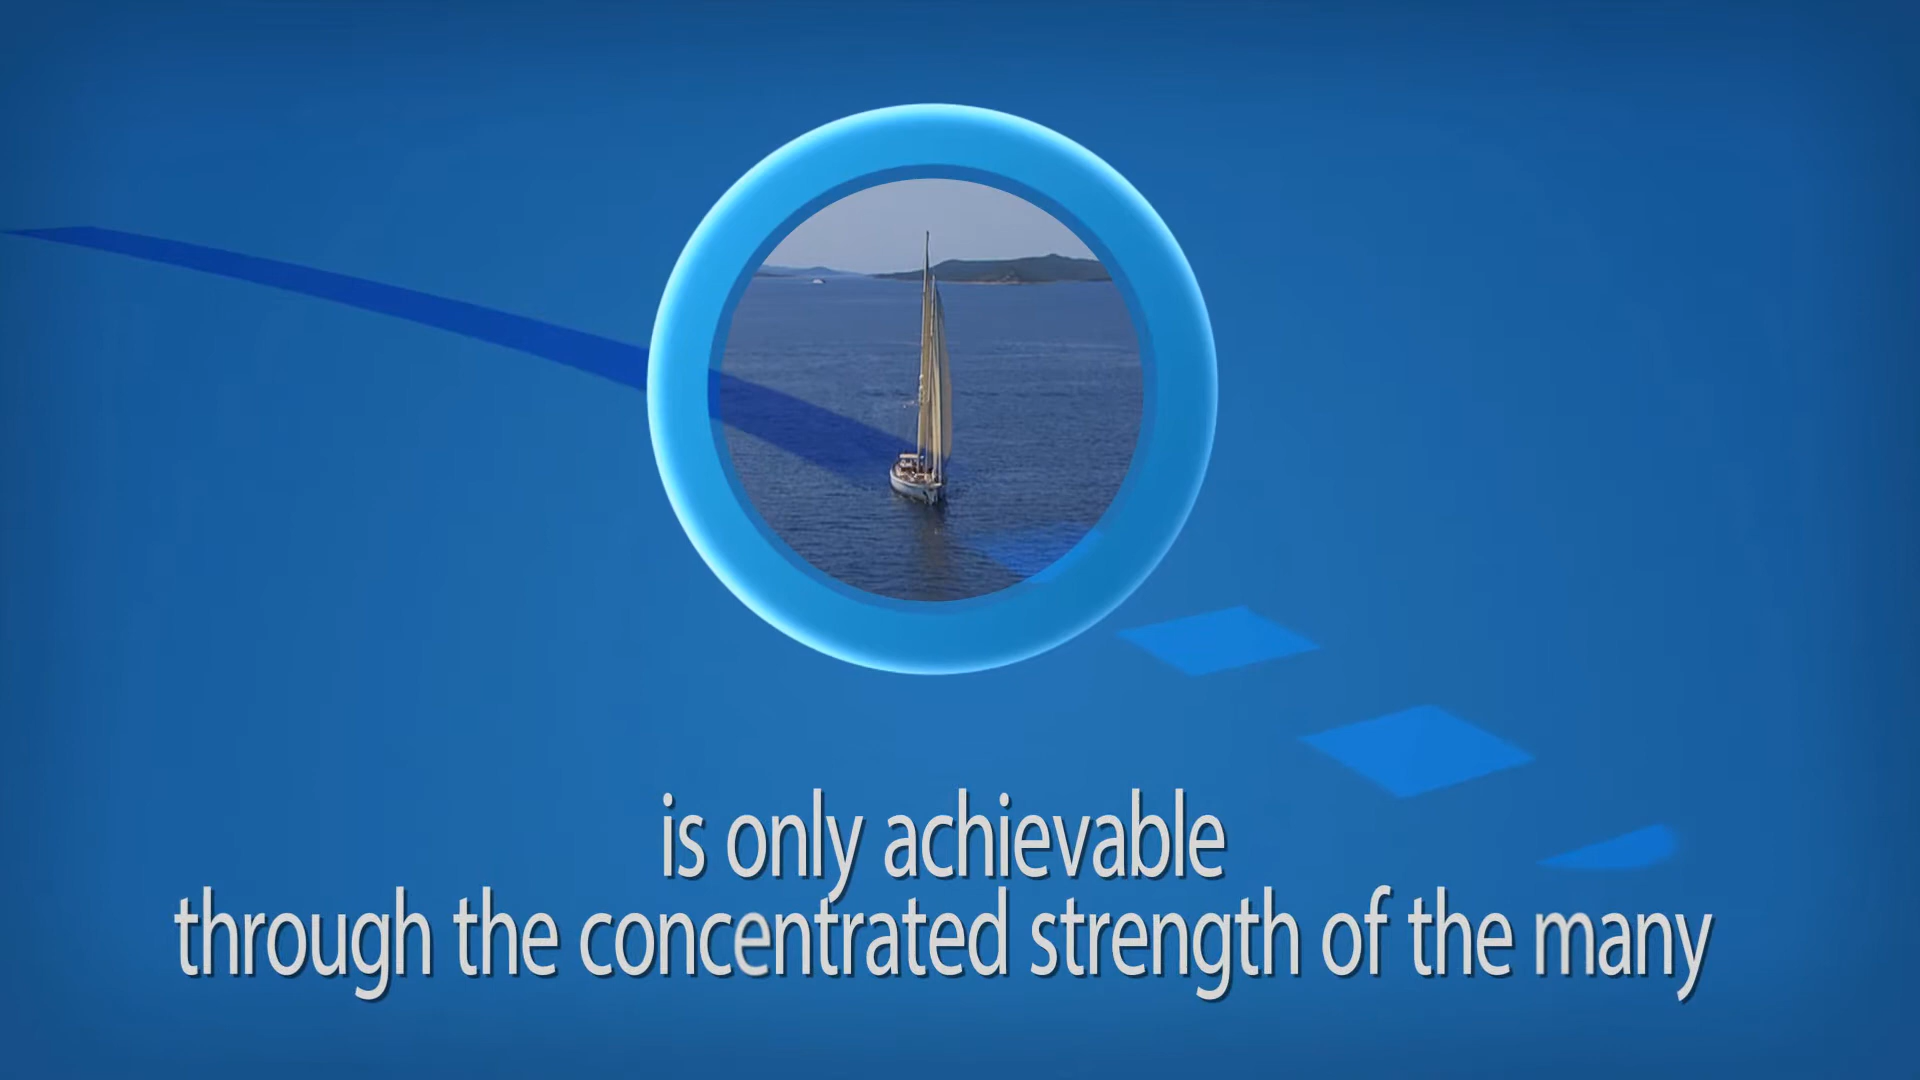 is only achievable
through the concentrated strength of the many